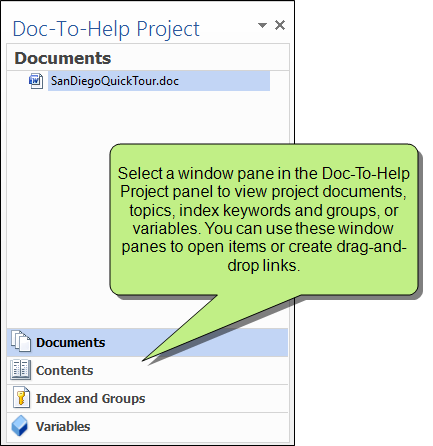 Doc-To-Help Project
Documents
SanDiegoQuickTour.doc
Select a window pane in the Doc-To-Help
Project panel to view project documents,
topics, index keywords and groups, or
variables. You can use these window
panes to open items or create drag-and-
drop links.
Documents
Contents
Index and Groups
Variables